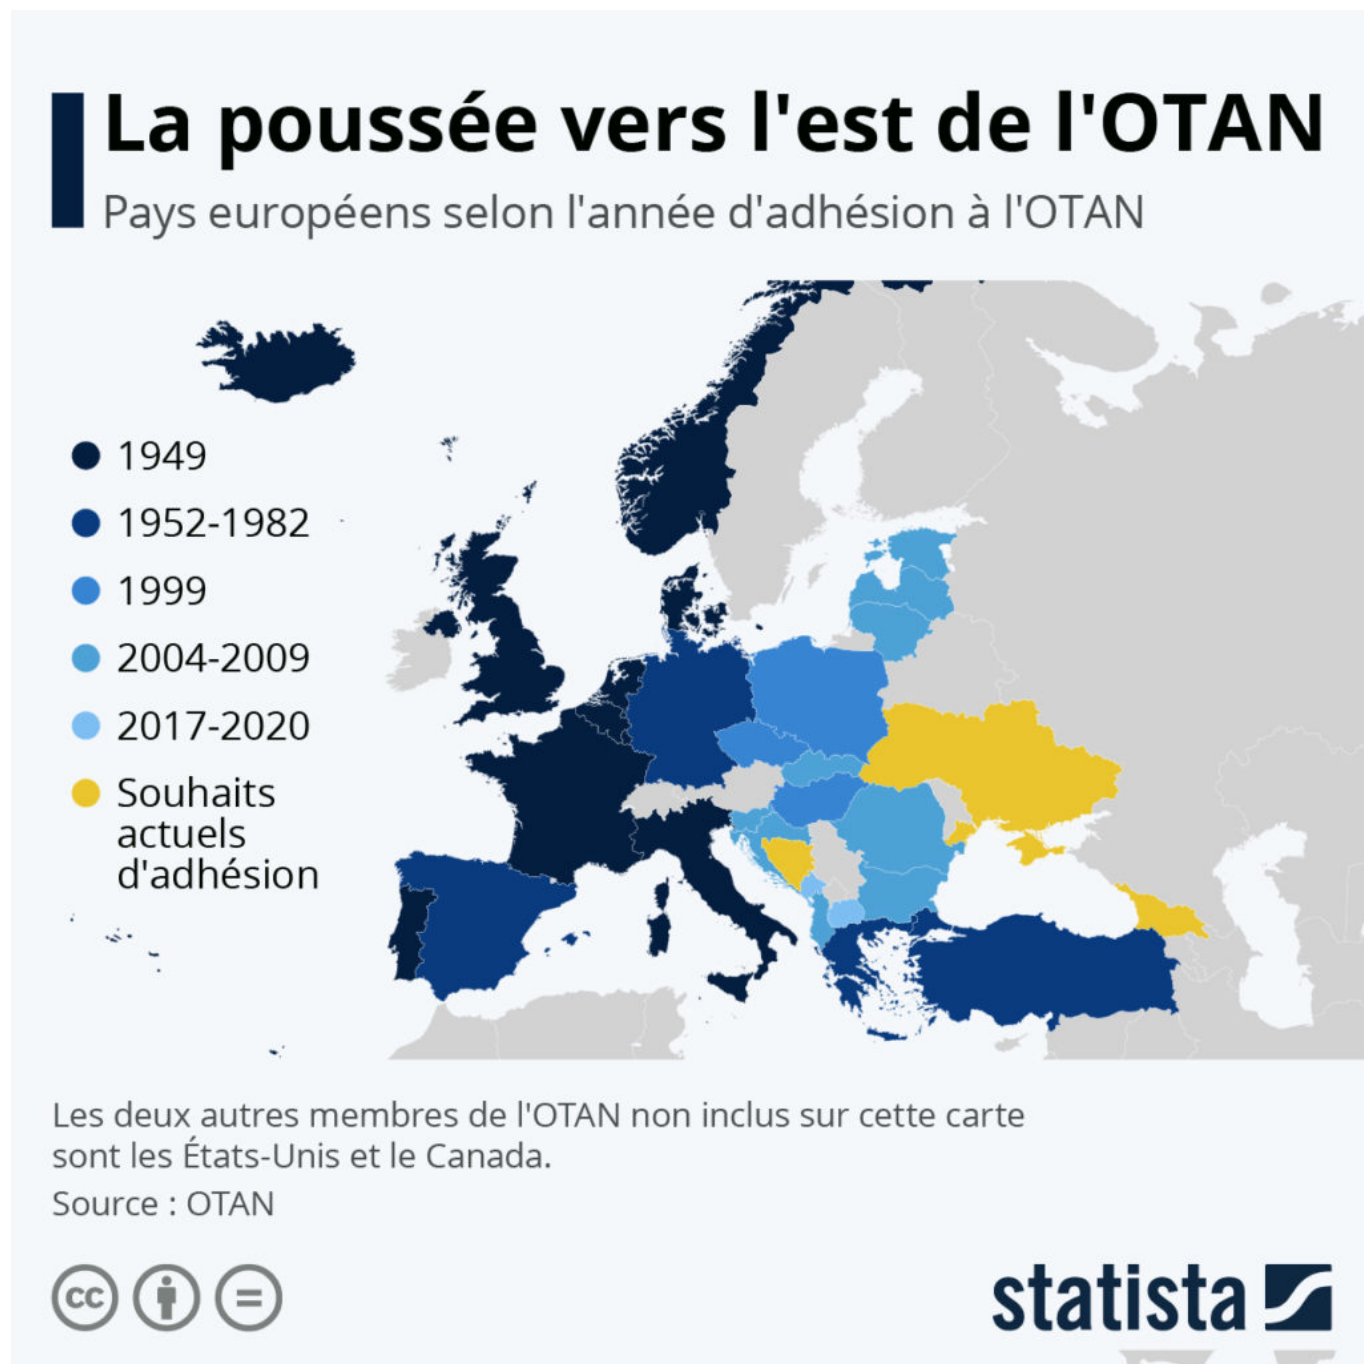 La poussée vers l'est de l'OTAN
Pays européens selon l'année d'adhésion à l'OTAN
1949
1952-1982
1999
2004-2009
2017-2020
Souhaits
actuels
d'adhésion
Les deux autres membres de l'OTAN non inclus sur cette carte
sont les États-Unis et le Canada.
Source : OTAN
cc
statista